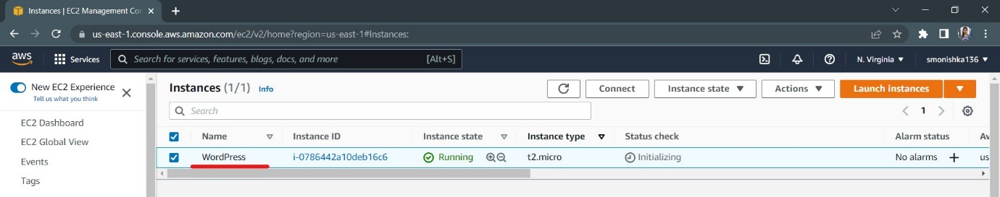 Instances | EC2 Management Con
us-east-1.console.aws.amazon.com/ec2/v2/home?region=us-east-1#Instances:
aws Services Search for services, features, blogs, docs, and more [Alt+S] N. Virginia smonishka136
New EC2 Experience
Tell us what you think
EC2 Dashboard
EC2 Global View
Events
Tags
Instances (1/1) Info Connect Instance state Actions Launch instances
Search 1
Name Instance ID Instance state Instance type Status check Alarm status Av
WordPress i-0786442a10deb16c6 Running t2.micro Initializing No alarms + us